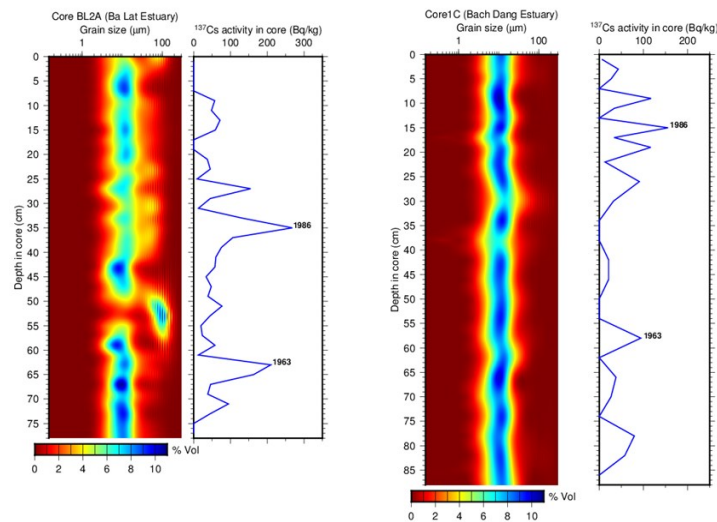 Core BL2A (Ba Lat Estuary)
Grain size (µm)
1 100
¹³⁷Cs activity in core (Bq/kg)
0 100 200 300
Depth in core (cm)
0
5
10
15
20
25
30
35
40
45
50
55
60
65
70
75
1986
1963
0 2 4 6 8 10
% Vol
Core1C (Bach Dang Estuary)
Grain size (µm)
1 100
¹³⁷Cs activity in core (Bq/kg)
0 100 200
Depth in core (cm)
0
5
10
15
20
25
30
35
40
45
50
55
60
65
70
75
80
85
1986
1963
0 2 4 6 8 10
% Vol